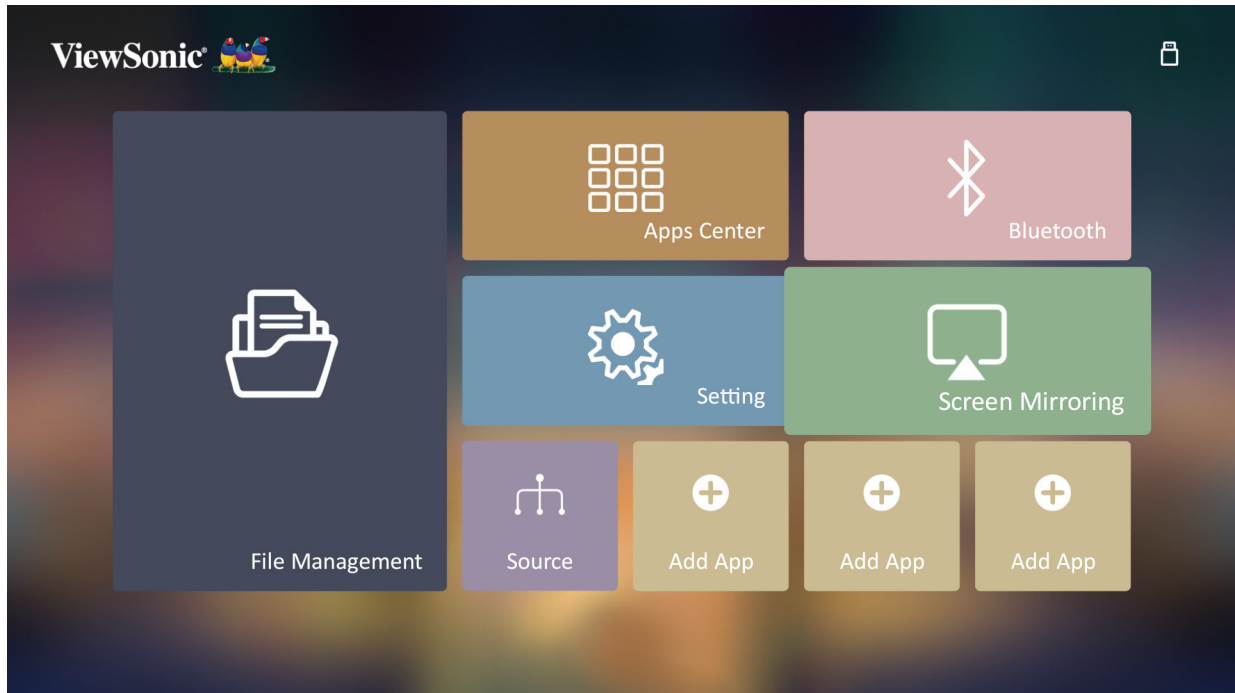 ViewSonic®
Apps Center
Bluetooth
Setting
Screen Mirroring
File Management
Source
Add App
Add App
Add App